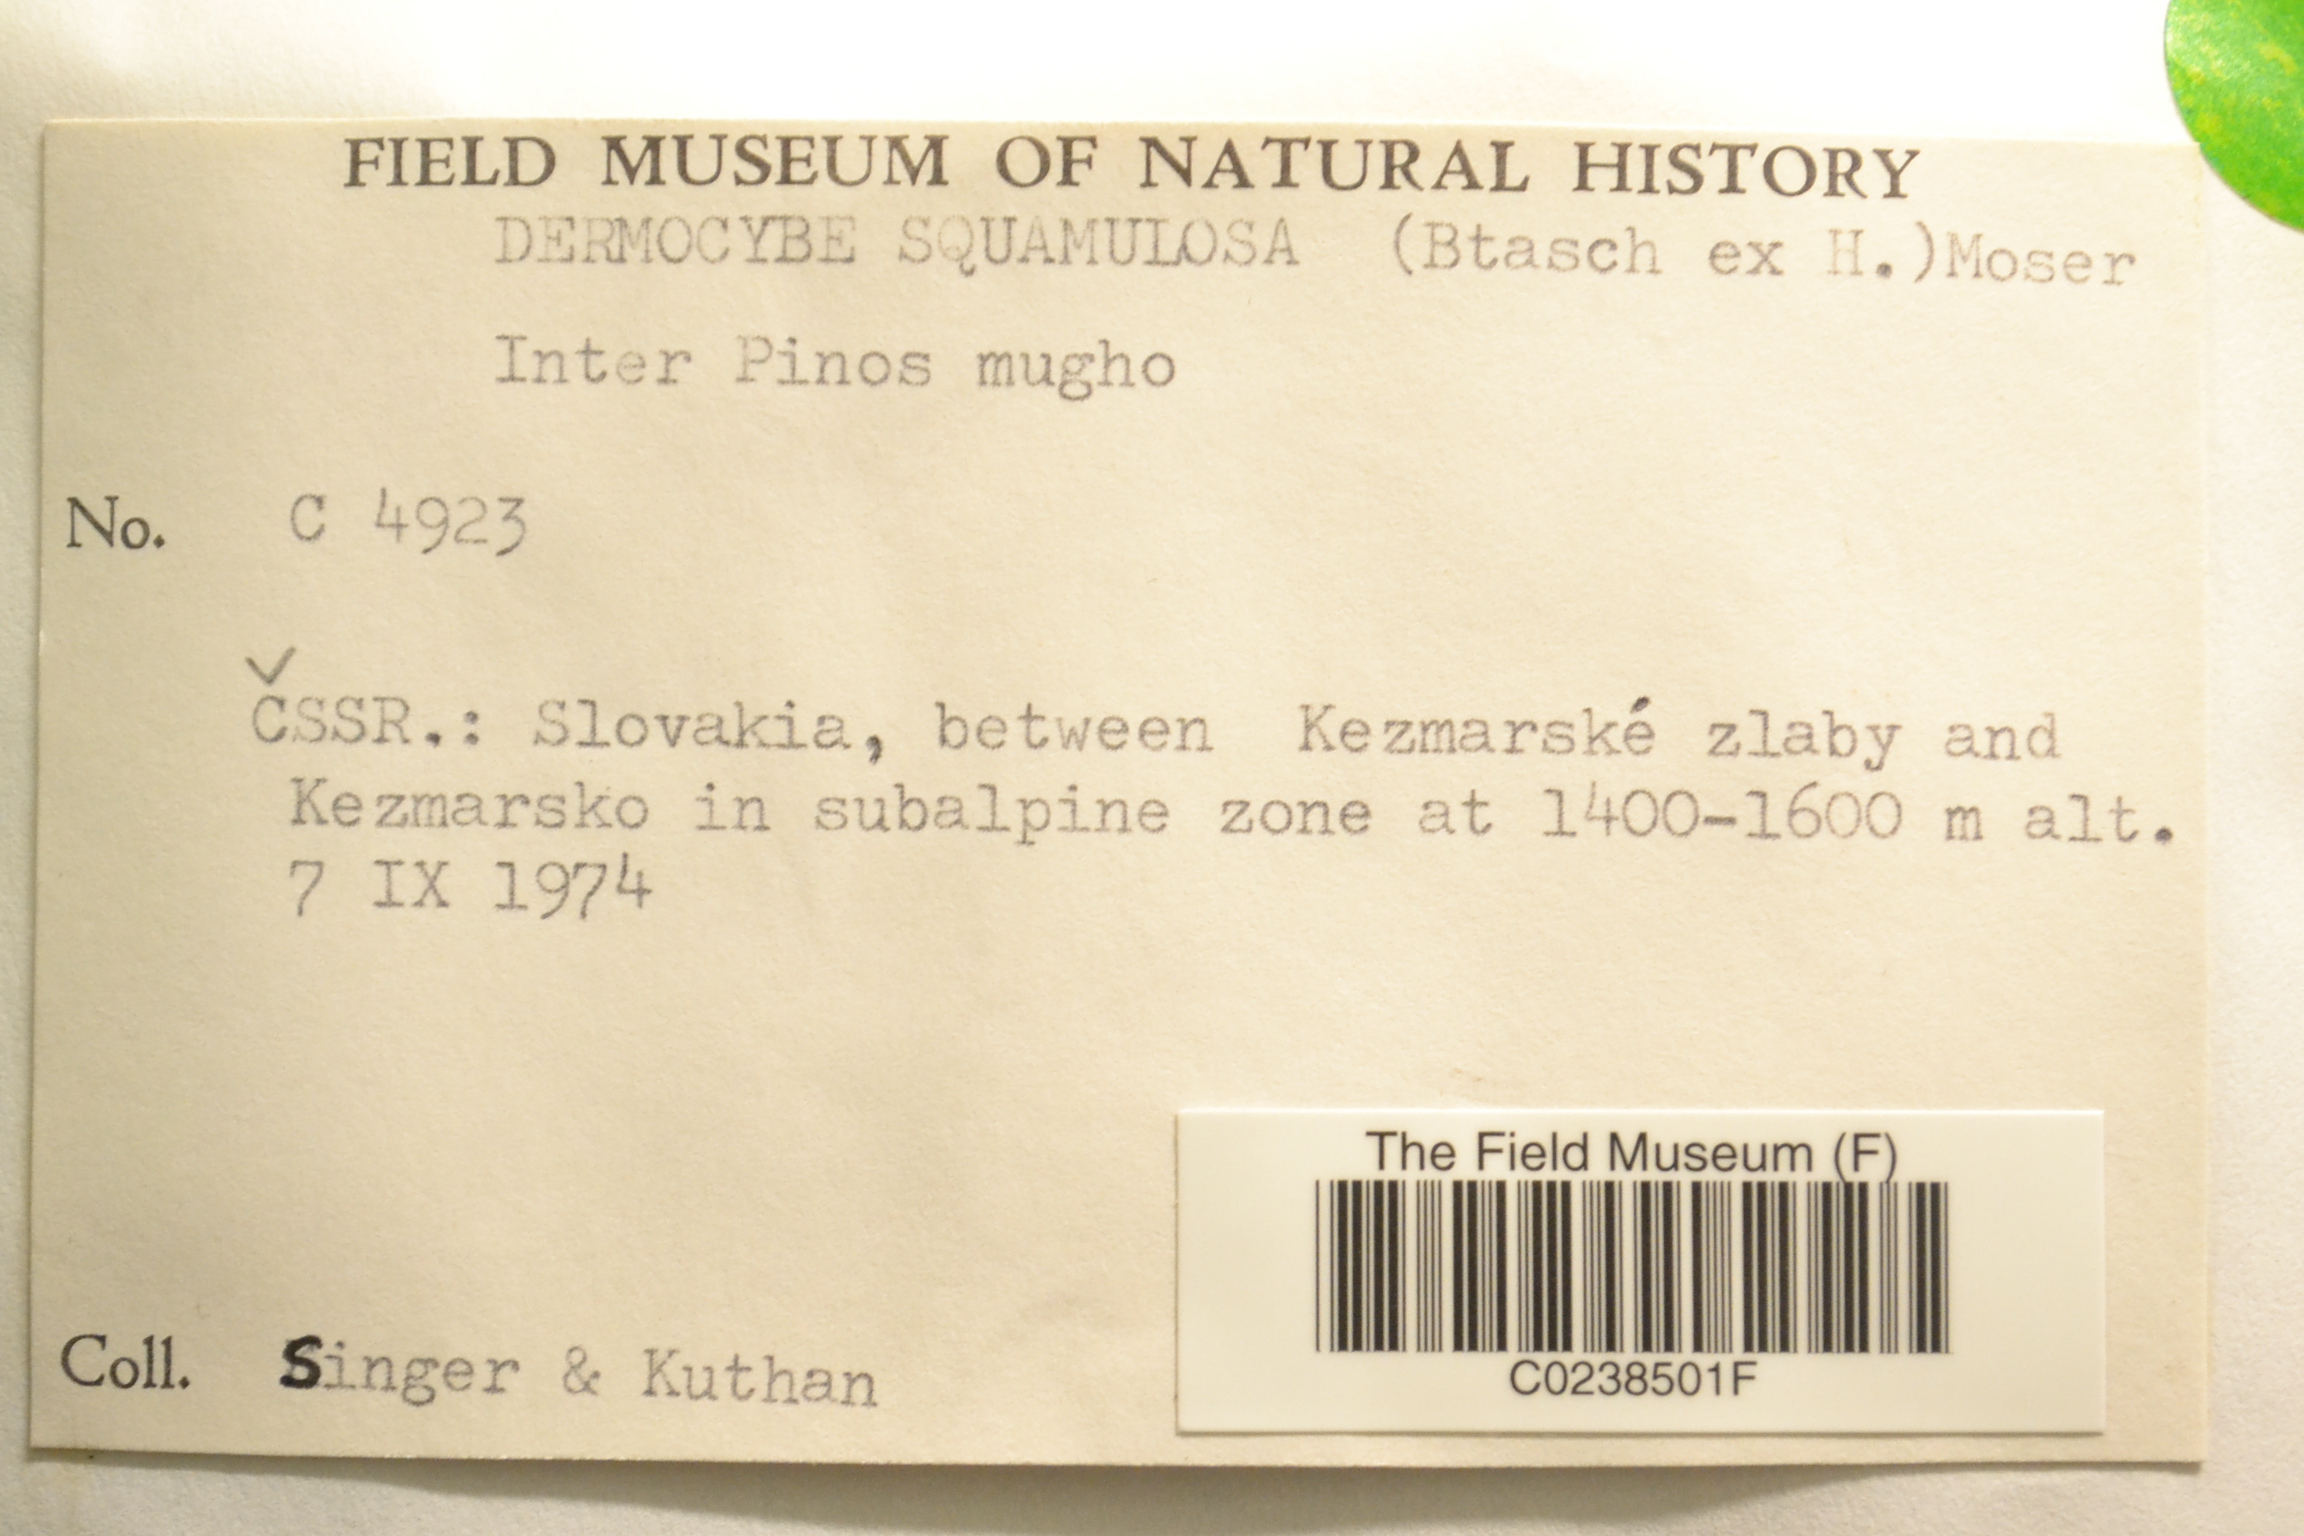 FIELD MUSEUM OF NATURAL HISTORY
DERMOCYBE SQUAMULOSA (Btasch ex H.)Moser
Inter Pinos mugho
No. C 4923
ČSSR.: Slovakia, between Kezmarské zlaby and
Kezmarsko in subalpine zone at 1400-1600 m alt.
7 IX 1974
The Field Museum (F)
C0238501F
Coll. Singer & Kuthan